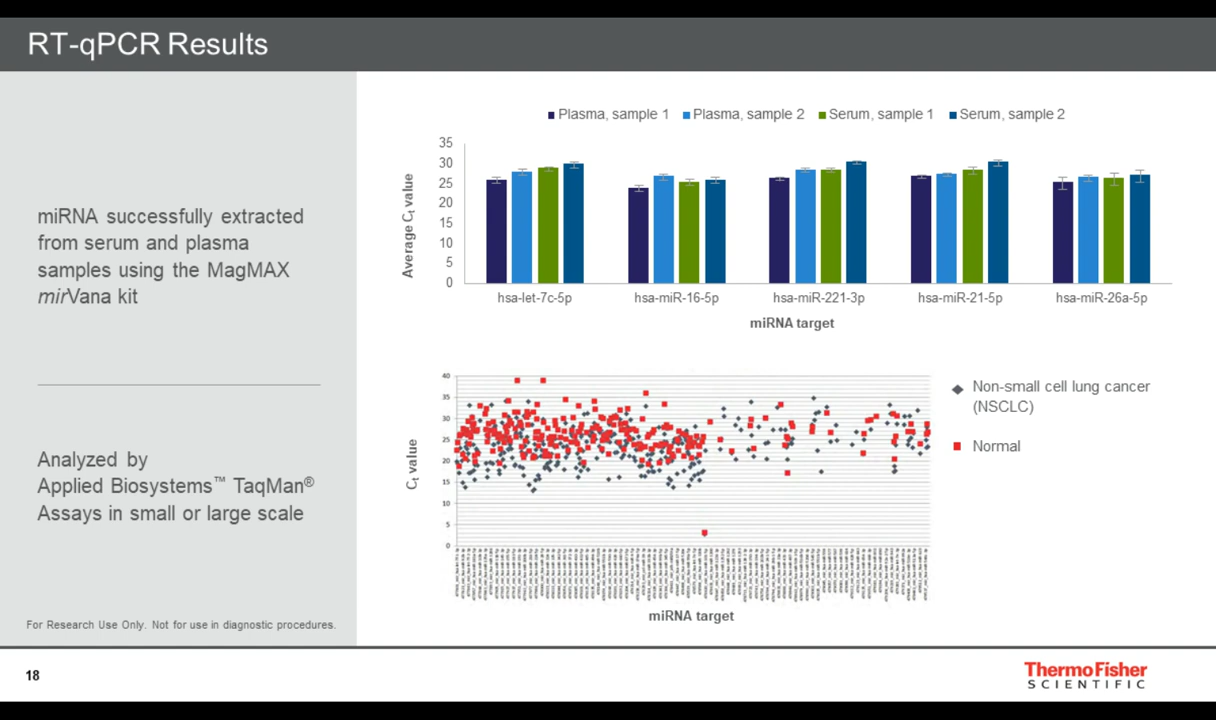 RT-qPCR Results
miRNA successfully extracted
from serum and plasma
samples using the MagMAX
mirVana kit
Analyzed by
Applied Biosystems™ TaqMan®
Assays in small or large scale
For Research Use Only. Not for use in diagnostic procedures.
Plasma, sample 1 Plasma, sample 2 Serum, sample 1 Serum, sample 2
Average Ct value
35
30
25
20
15
10
5
0
hsa-let-7c-5p hsa-miR-16-5p hsa-miR-221-3p hsa-miR-21-5p hsa-miR-26a-5p
miRNA target
Ct value
40
35
30
25
20
15
10
5
0
miRNA target
Non-small cell lung cancer
(NSCLC)
Normal
18
ThermoFisher
SCIENTIFIC